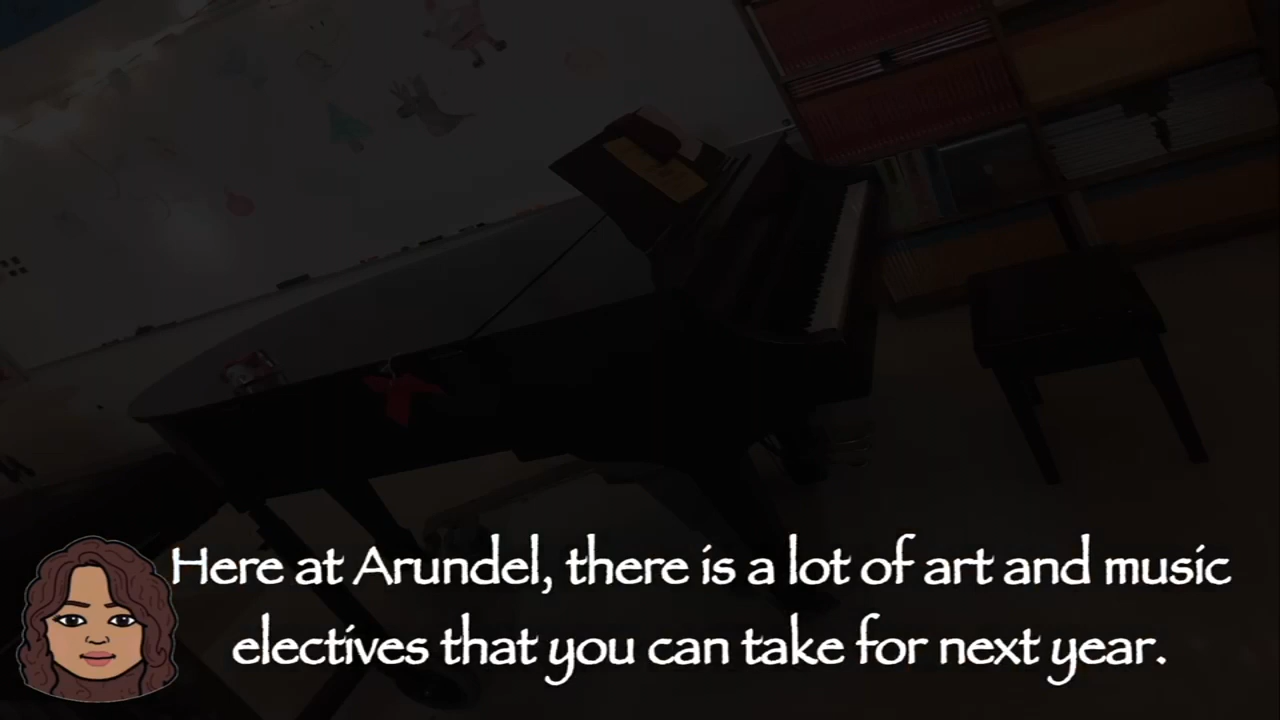 Here at Arundel, there is a lot of art and music
electives that you can take for next year.